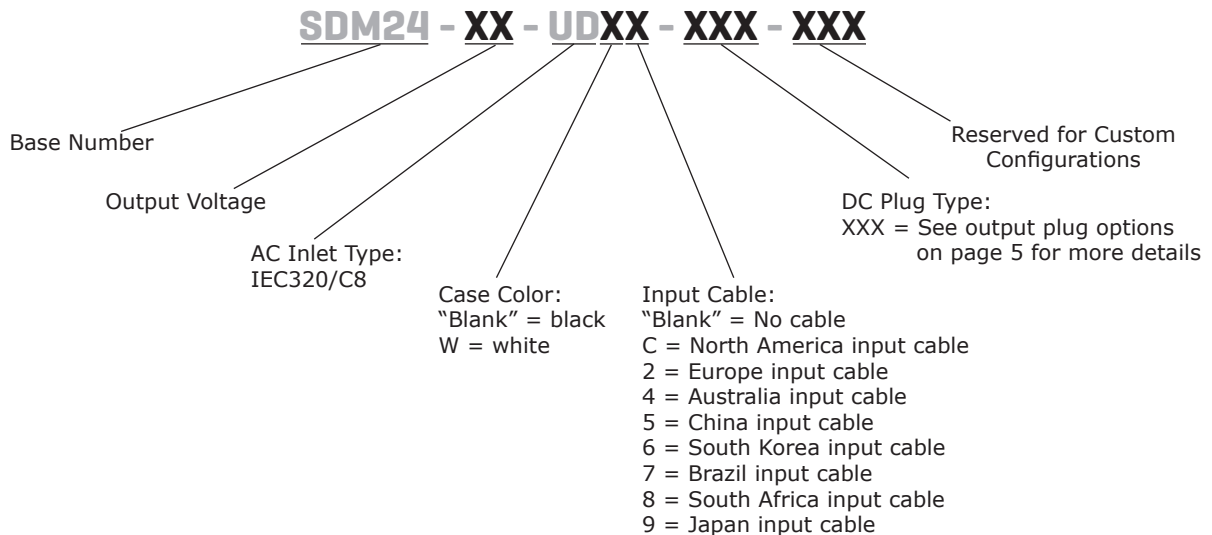 SDM24 - XX - UDXX - XXX - XXX
Base Number
Output Voltage
AC Inlet Type:
IEC320/C8
Case Color:
“Blank” = black
W = white
Input Cable:
“Blank” = No cable
C = North America input cable
2 = Europe input cable
4 = Australia input cable
5 = China input cable
6 = South Korea input cable
7 = Brazil input cable
8 = South Africa input cable
9 = Japan input cable
DC Plug Type:
XXX = See output plug options
on page 5 for more details
Reserved for Custom
Configurations